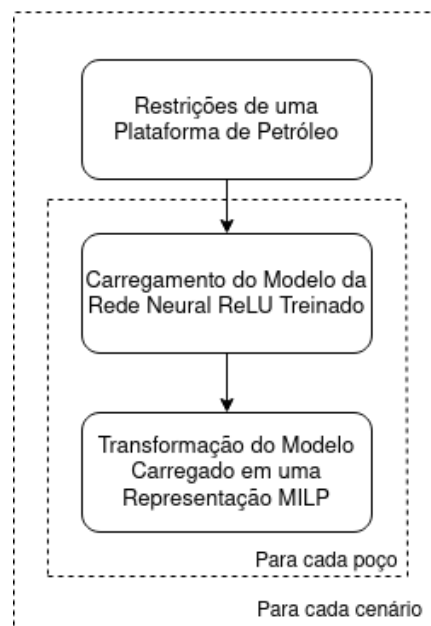 Restrições de uma
Plataforma de Petróleo
Carregamento do Modelo da
Rede Neural ReLU Treinado
Transformação do Modelo
Carregado em uma
Representação MILP
Para cada poço
Para cada cenário